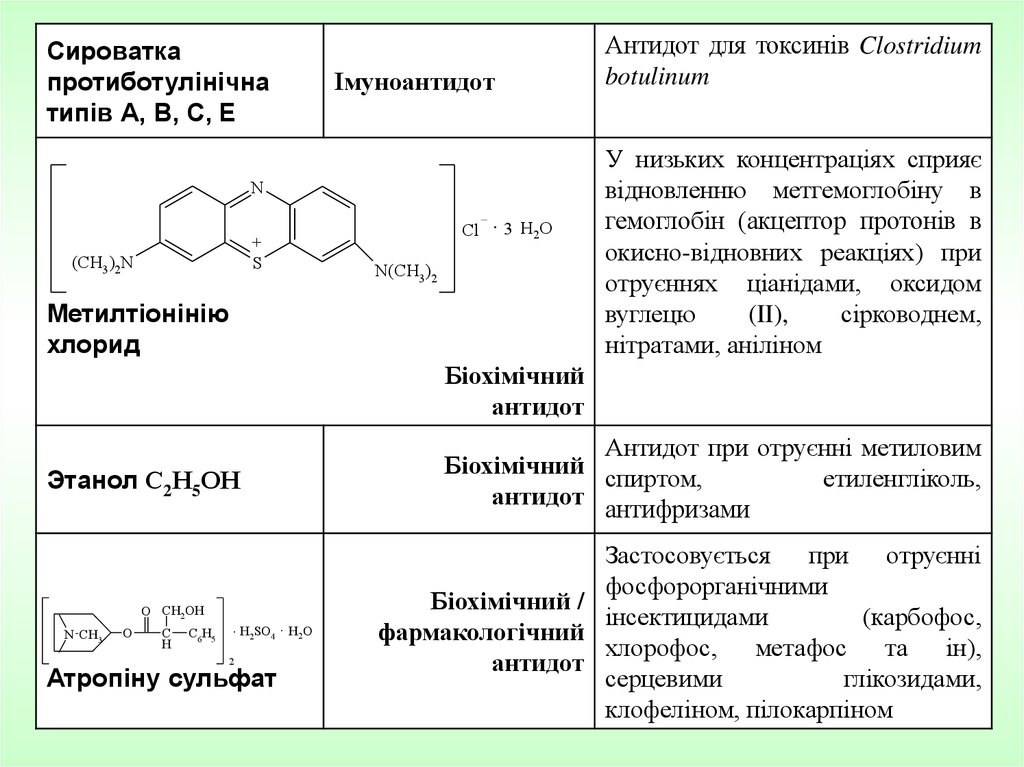 Сироватка
протиботулінічна
типів А, В, С, Е
Імуноантидот
Антидот для токсинів Clostridium
botulinum
N
+
S
(CH3)2N
N(CH3)2
Cl– · 3 H2O
Метилтіонінію
хлорид
Біохімічний
антидот
У низьких концентраціях сприяє
відновленню метгемоглобіну в
гемоглобін (акцептор протонів в
окисно-відновних реакціях) при
отруєннях ціанідами, оксидом
вуглецю (ІІ), сірководнем,
нітратами, аніліном
Этанол C2H5OH
Біохімічний
антидот
Антидот при отруєнні метиловим
спиртом, етиленгліколь,
антифризами
O CH2OH
N·CH3 O C C6H5 · H2SO4 · H2O
H
2
Атропіну сульфат
Біохімічний /
фармакологічний
антидот
Застосовується при отруєнні
фосфорорганічними
інсектицидами (карбофос,
хлорофос, метафос та ін),
серцевими глікозидами,
клофеліном, пілокарпіном